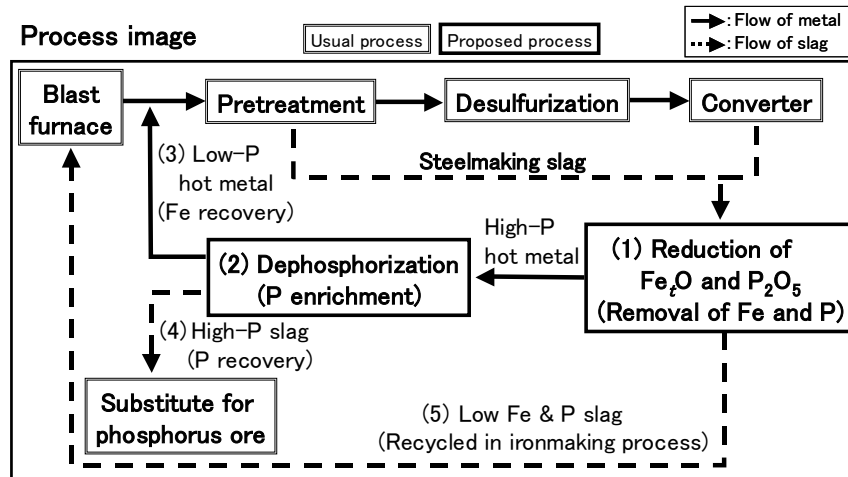 Process image
Usual process
Proposed process
: Flow of metal
: Flow of slag
Blast
furnace
Pretreatment
Desulfurization
Converter
Steelmaking slag
(3) Low-P
hot metal
(Fe recovery)
High-P
hot metal
(1) Reduction of
FeₜO and P₂O₅
(Removal of Fe and P)
(2) Dephosphorization
(P enrichment)
(4) High-P slag
(P recovery)
Substitute for
phosphorus ore
(5) Low Fe & P slag
(Recycled in ironmaking process)